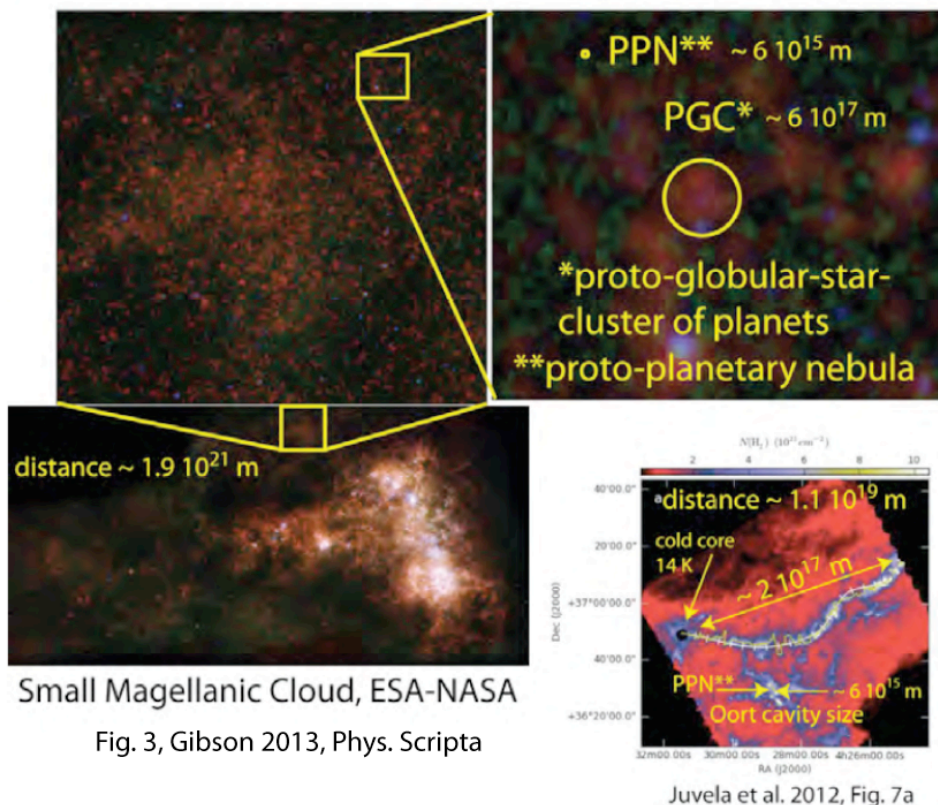 PPN** ~ 6 10¹⁵ m
PGC* ~ 6 10¹⁷ m
*proto-globular-star-
cluster of planets
**proto-planetary nebula
distance ~ 1.9 10²¹ m
Small Magellanic Cloud, ESA-NASA
Fig. 3, Gibson 2013, Phys. Scripta
N(H₂) (10²¹cm⁻²)
2 4 6 8 10
a distance ~ 1.1 10¹⁹ m
cold core
14 K
~ 2 10¹⁷ m
PPN** ~ 6 10¹⁵ m
Oort cavity size
40'00.0"
20'00.0"
+37°00'00.0"
40'00.0"
+36°20'00.0"
Dec (J2000)
32m00.00s 30m00.00s 28m00.00s 4h26m00.00s
RA (J2000)
Juvela et al. 2012, Fig. 7a